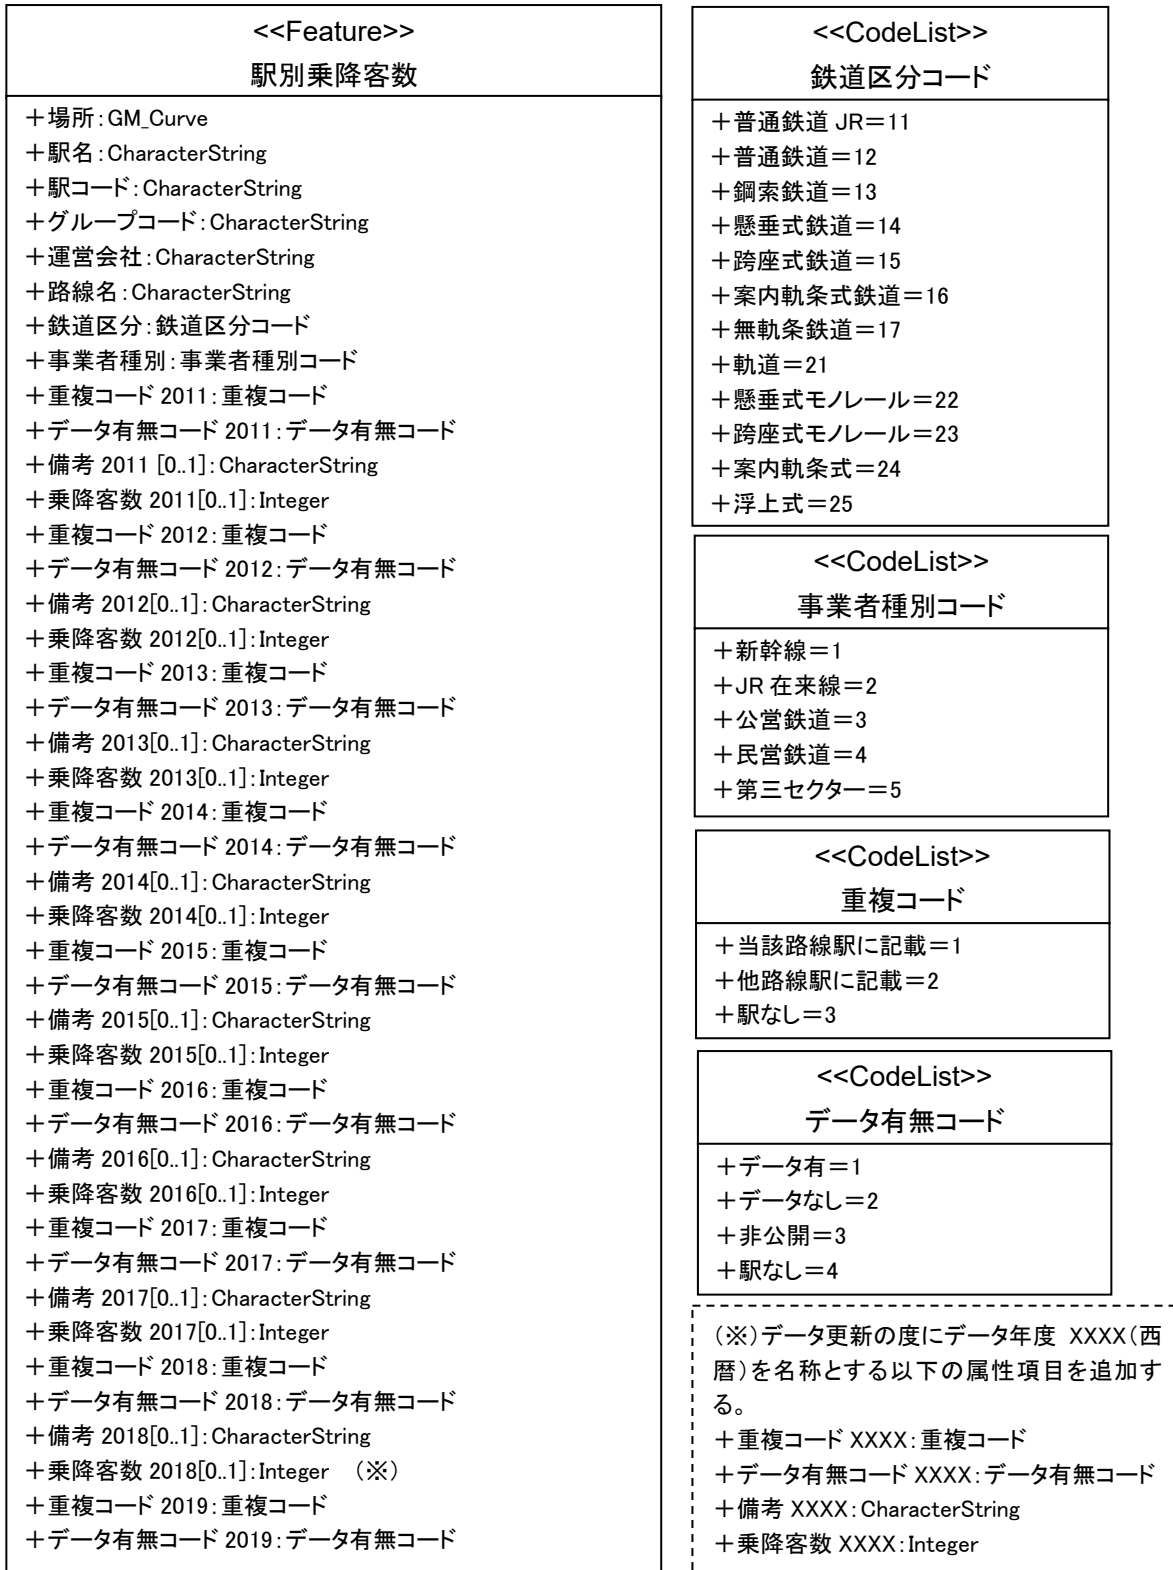 <<Feature>>
駅別乗降客数
＋場所：GM_Curve
＋駅名：CharacterString
＋駅コード：CharacterString
＋グループコード：CharacterString
＋運営会社：CharacterString
＋路線名：CharacterString
＋鉄道区分：鉄道区分コード
＋事業者種別：事業者種別コード
＋重複コード 2011：重複コード
＋データ有無コード 2011：データ有無コード
＋備考 2011 [0..1]：CharacterString
＋乗降客数 2011[0..1]：Integer
＋重複コード 2012：重複コード
＋データ有無コード 2012：データ有無コード
＋備考 2012[0..1]：CharacterString
＋乗降客数 2012[0..1]：Integer
＋重複コード 2013：重複コード
＋データ有無コード 2013：データ有無コード
＋備考 2013[0..1]：CharacterString
＋乗降客数 2013[0..1]：Integer
＋重複コード 2014：重複コード
＋データ有無コード 2014：データ有無コード
＋備考 2014[0..1]：CharacterString
＋乗降客数 2014[0..1]：Integer
＋重複コード 2015：重複コード
＋データ有無コード 2015：データ有無コード
＋備考 2015[0..1]：CharacterString
＋乗降客数 2015[0..1]：Integer
＋重複コード 2016：重複コード
＋データ有無コード 2016：データ有無コード
＋備考 2016[0..1]：CharacterString
＋乗降客数 2016[0..1]：Integer
＋重複コード 2017：重複コード
＋データ有無コード 2017：データ有無コード
＋備考 2017[0..1]：CharacterString
＋乗降客数 2017[0..1]：Integer
＋重複コード 2018：重複コード
＋データ有無コード 2018：データ有無コード
＋備考 2018[0..1]：CharacterString
＋乗降客数 2018[0..1]：Integer （※）
＋重複コード 2019：重複コード
＋データ有無コード 2019：データ有無コード
<<CodeList>>
鉄道区分コード
＋普通鉄道 JR＝11
＋普通鉄道＝12
＋鋼索鉄道＝13
＋懸垂式鉄道＝14
＋跨座式鉄道＝15
＋案内軌条式鉄道＝16
＋無軌条鉄道＝17
＋軌道＝21
＋懸垂式モノレール＝22
＋跨座式モノレール＝23
＋案内軌条式＝24
＋浮上式＝25
<<CodeList>>
事業者種別コード
＋新幹線＝1
＋JR 在来線＝2
＋公営鉄道＝3
＋民営鉄道＝4
＋第三セクター＝5
<<CodeList>>
重複コード
＋当該路線駅に記載＝1
＋他路線駅に記載＝2
＋駅なし＝3
<<CodeList>>
データ有無コード
＋データ有＝1
＋データなし＝2
＋非公開＝3
＋駅なし＝4
（※）データ更新の度にデータ年度 XXXX（西
暦）を名称とする以下の属性項目を追加す
る。
＋重複コード XXXX：重複コード
＋データ有無コード XXXX：データ有無コード
＋備考 XXXX：CharacterString
＋乗降客数 XXXX：Integer